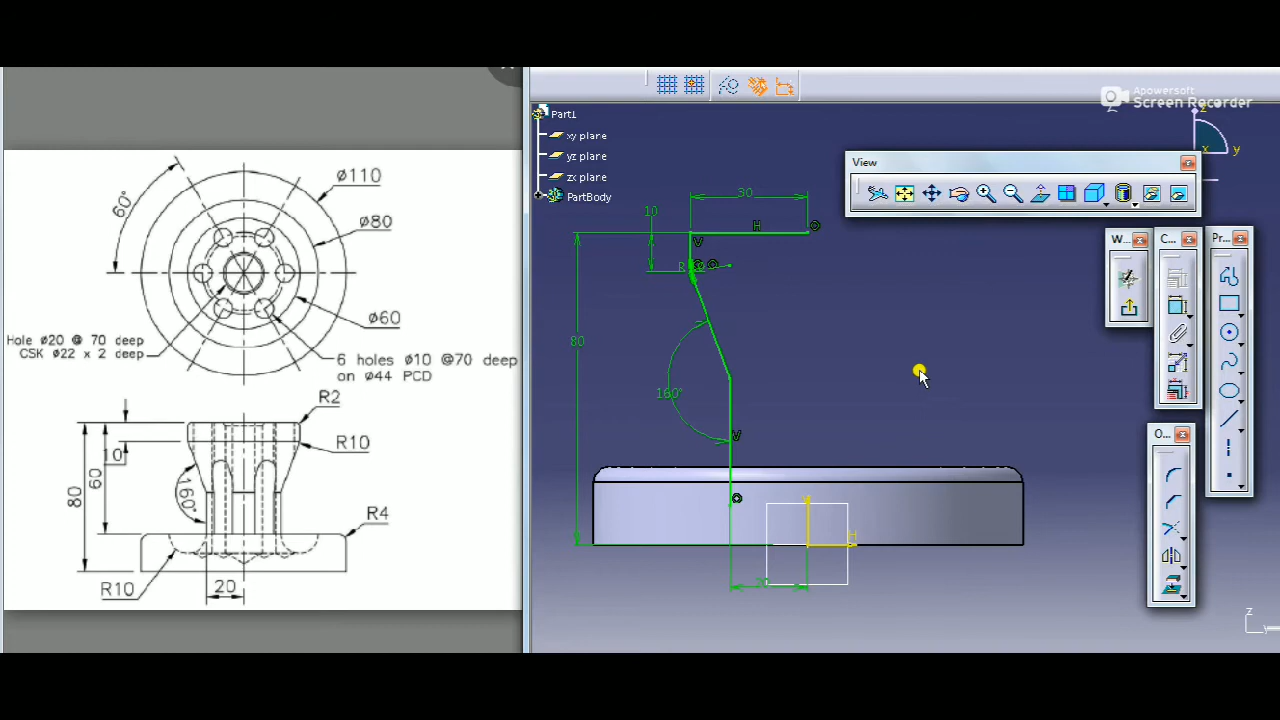 Apowersoft
Screen Recorder
Part1
xy plane
yz plane
zx plane
PartBody
View
W...
C...
Pr...
O...
z
x
y
60°
ø110
ø80
ø60
Hole ø20 @ 70 deep
CSK ø22 x 2 deep
6 holes ø10 @70 deep
on ø44 PCD
R2
R10
10
60
80
160°
R4
R10
20
30
10
H
V
80
160°
V
H
20
z